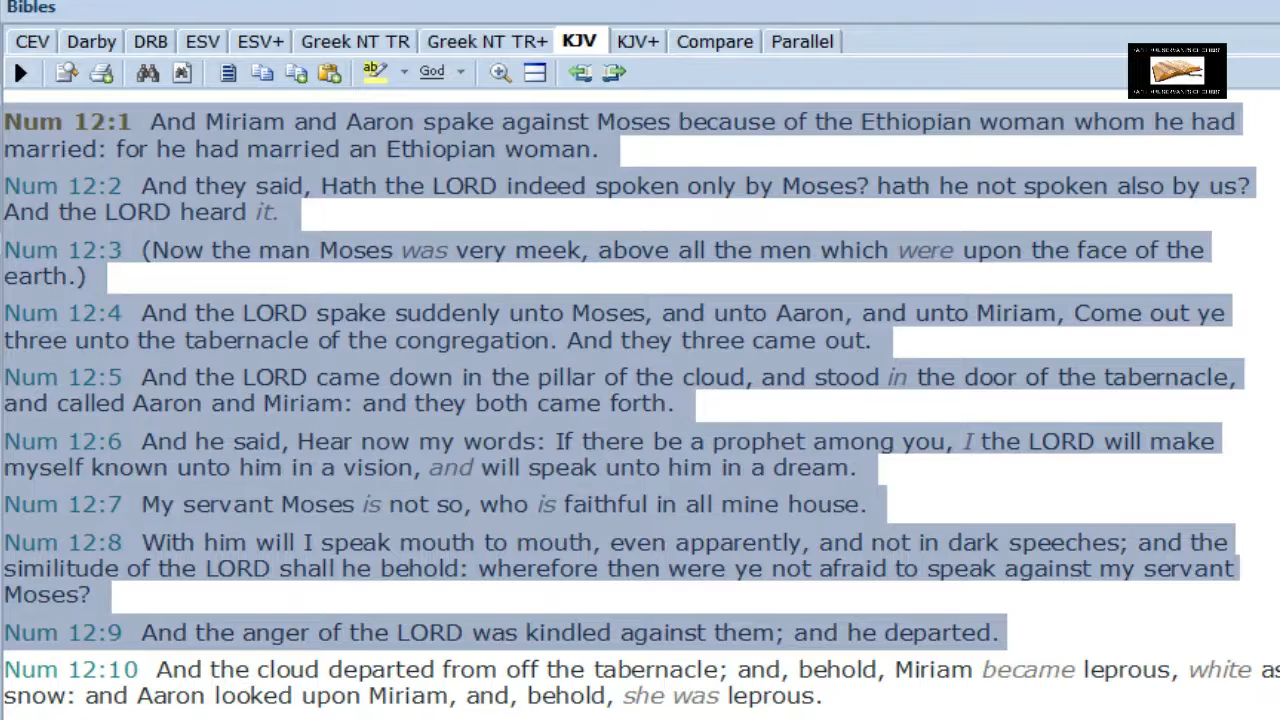 Bibles
CEV Darby DRB ESV ESV+ Greek NT TR Greek NT TR+ KJV KJV+ Compare Parallel
ab God
Num 12:1 And Miriam and Aaron spake against Moses because of the Ethiopian woman whom he had
married: for he had married an Ethiopian woman.
Num 12:2 And they said, Hath the LORD indeed spoken only by Moses? hath he not spoken also by us?
And the LORD heard it.
Num 12:3 (Now the man Moses was very meek, above all the men which were upon the face of the
earth.)
Num 12:4 And the LORD spake suddenly unto Moses, and unto Aaron, and unto Miriam, Come out ye
three unto the tabernacle of the congregation. And they three came out.
Num 12:5 And the LORD came down in the pillar of the cloud, and stood in the door of the tabernacle,
and called Aaron and Miriam: and they both came forth.
Num 12:6 And he said, Hear now my words: If there be a prophet among you, I the LORD will make
myself known unto him in a vision, and will speak unto him in a dream.
Num 12:7 My servant Moses is not so, who is faithful in all mine house.
Num 12:8 With him will I speak mouth to mouth, even apparently, and not in dark speeches; and the
similitude of the LORD shall he behold: wherefore then were ye not afraid to speak against my servant
Moses?
Num 12:9 And the anger of the LORD was kindled against them; and he departed.
Num 12:10 And the cloud departed from off the tabernacle; and, behold, Miriam became leprous, white as
snow: and Aaron looked upon Miriam, and, behold, she was leprous.